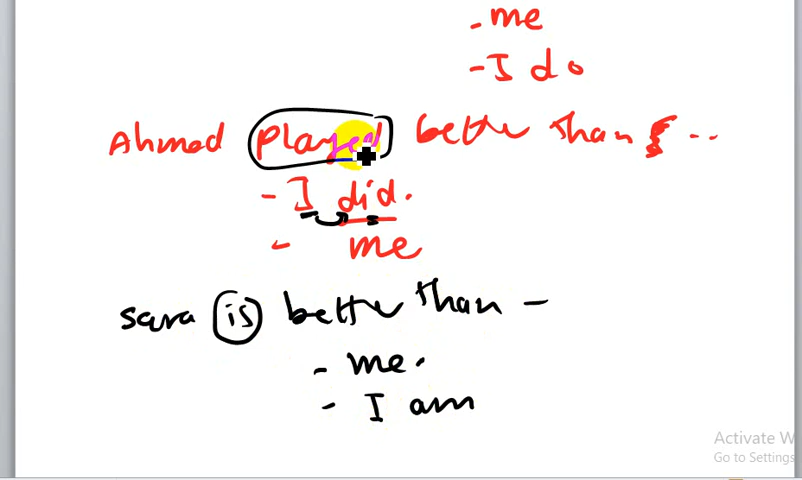 - me
- I do
Ahmed Played better than ..
- I did.
- me
sara is better than -
- me.
- I am
Activate W
Go to Settings